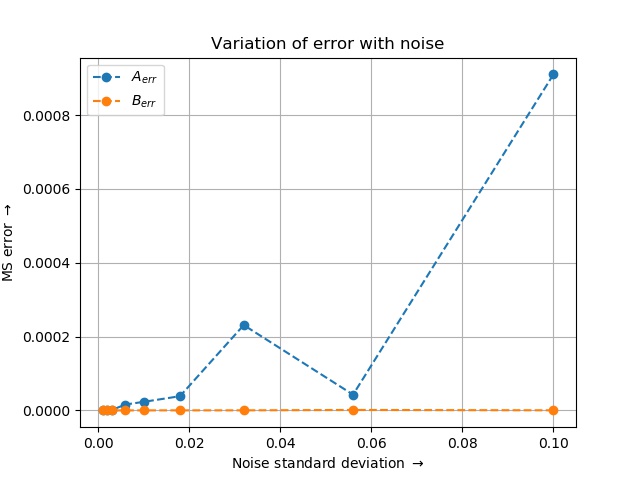 Variation of error with noise
A_err
B_err
0.0008
0.0006
0.0004
0.0002
0.0000
MS error →
0.00
0.02
0.04
0.06
0.08
0.10
Noise standard deviation →